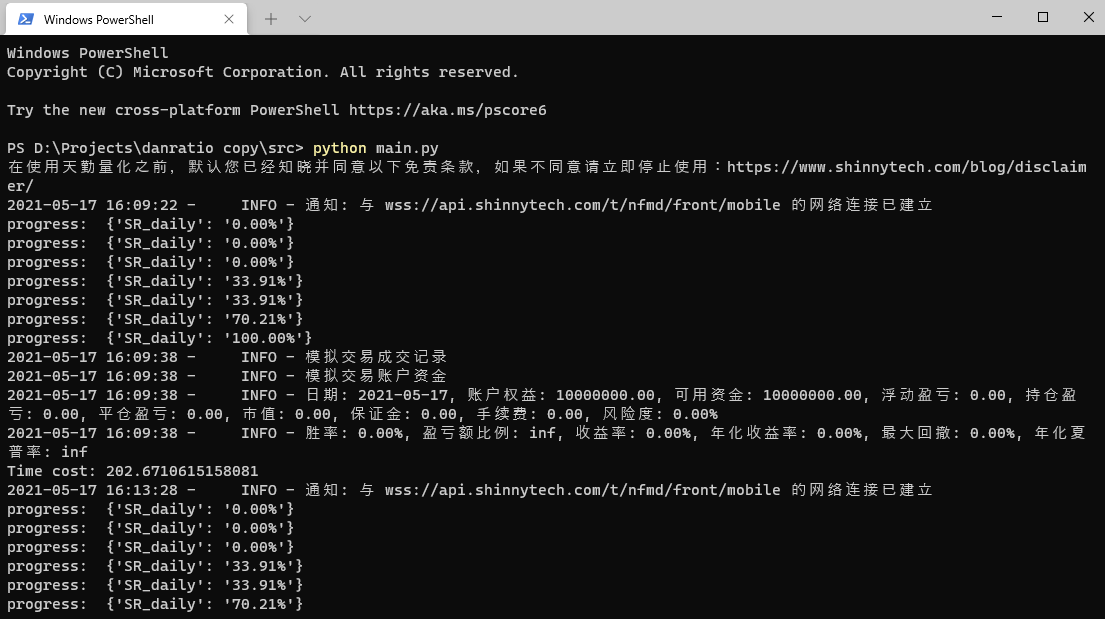 Windows PowerShell
Windows PowerShell
Copyright (C) Microsoft Corporation. All rights reserved.
Try the new cross-platform PowerShell https://aka.ms/pscore6
PS D:\Projects\danratio copy\src> python main.py
在使用天勤量化之前，默认您已经知晓并同意以下免责条款，如果不同意请立即停止使用：https://www.shinnytech.com/blog/disclaim
er/
2021-05-17 16:09:22 -     INFO - 通知: 与 wss://api.shinnytech.com/t/nfmd/front/mobile 的网络连接已建立
progress:  {'SR_daily': '0.00%'}
progress:  {'SR_daily': '0.00%'}
progress:  {'SR_daily': '0.00%'}
progress:  {'SR_daily': '33.91%'}
progress:  {'SR_daily': '33.91%'}
progress:  {'SR_daily': '70.21%'}
progress:  {'SR_daily': '100.00%'}
2021-05-17 16:09:38 -     INFO - 模拟交易成交记录
2021-05-17 16:09:38 -     INFO - 模拟交易账户资金
2021-05-17 16:09:38 -     INFO - 日期: 2021-05-17, 账户权益: 10000000.00, 可用资金: 10000000.00, 浮动盈亏: 0.00, 持仓盈
亏: 0.00, 平仓盈亏: 0.00, 市值: 0.00, 保证金: 0.00, 手续费: 0.00, 风险度: 0.00%
2021-05-17 16:09:38 -     INFO - 胜率: 0.00%, 盈亏额比例: inf, 收益率: 0.00%, 年化收益率: 0.00%, 最大回撤: 0.00%, 年化夏
普率: inf
Time cost: 202.6710615158081
2021-05-17 16:13:28 -     INFO - 通知: 与 wss://api.shinnytech.com/t/nfmd/front/mobile 的网络连接已建立
progress:  {'SR_daily': '0.00%'}
progress:  {'SR_daily': '0.00%'}
progress:  {'SR_daily': '0.00%'}
progress:  {'SR_daily': '33.91%'}
progress:  {'SR_daily': '33.91%'}
progress:  {'SR_daily': '70.21%'}